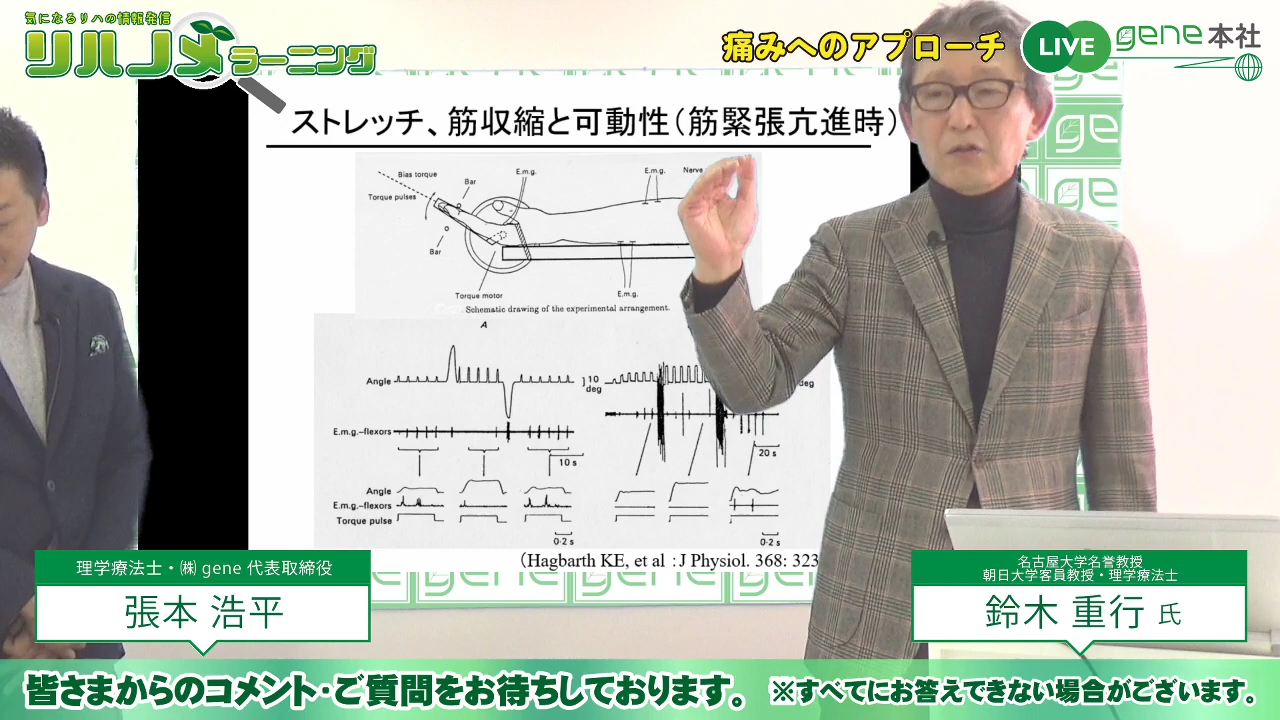 気になるリハの情報発信
リハノメ
ラーニング
痛みへのアプローチ
LIVE
gene本社
ge
ストレッチ、筋収縮と可動性(筋緊張亢進時)
Bias torque
Bar
E.m.g.
E.m.g.
Nerve
Torque pulses
Bar
Torque motor
E.m.g.
Schematic drawing of the experimental arrangement.
A
Angle
10
deg
deg
E.m.g.–flexors
10 s
20 s
Angle
E.m.g.–flexors
Torque pulse
0·2 s
0·2 s
(Hagbarth KE, et al :J Physiol. 368: 323
理学療法士・㈱gene 代表取締役
張本 浩平
名古屋大学名誉教授
朝日大学客員教授・理学療法士
鈴木 重行 氏
皆さまからのコメント・ご質問をお待ちしております。 ※すべてにお答えできない場合がございます。